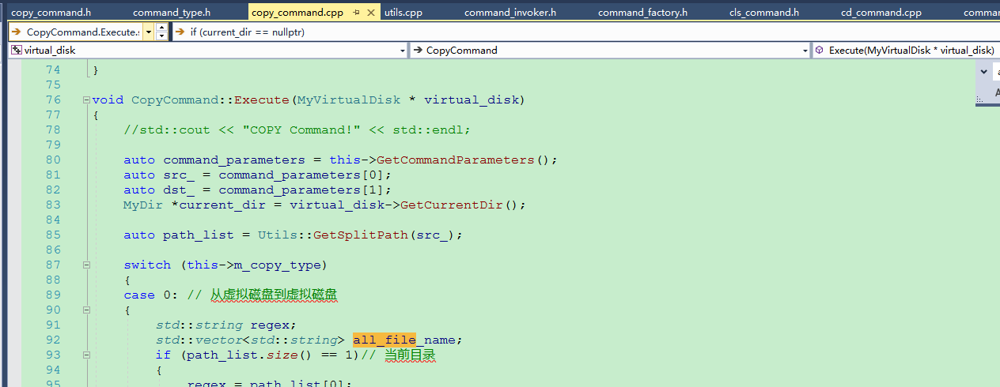 copy_command.h command_type.h copy_command.cpp utils.cpp command_invoker.h command_factory.h cls_command.h cd_command.cpp
CopyCommand.Execute. if (current_dir == nullptr)
virtual_disk CopyCommand Execute(MyVirtualDisk * virtual_disk)
74 }
75
76 void CopyCommand::Execute(MyVirtualDisk * virtual_disk)
77 {
78 //std::cout << "COPY Command!" << std::endl;
79
80 auto command_parameters = this->GetCommandParameters();
81 auto src_ = command_parameters[0];
82 auto dst_ = command_parameters[1];
83 MyDir *current_dir = virtual_disk->GetCurrentDir();
84
85 auto path_list = Utils::GetSplitPath(src_);
86
87 switch (this->m_copy_type)
88 {
89 case 0: // 从虚拟磁盘到虚拟磁盘
90 {
91 std::string regex;
92 std::vector<std::string> all_file_name;
93 if (path_list.size() == 1)// 当前目录
94 {
95 regex = path_list[0];